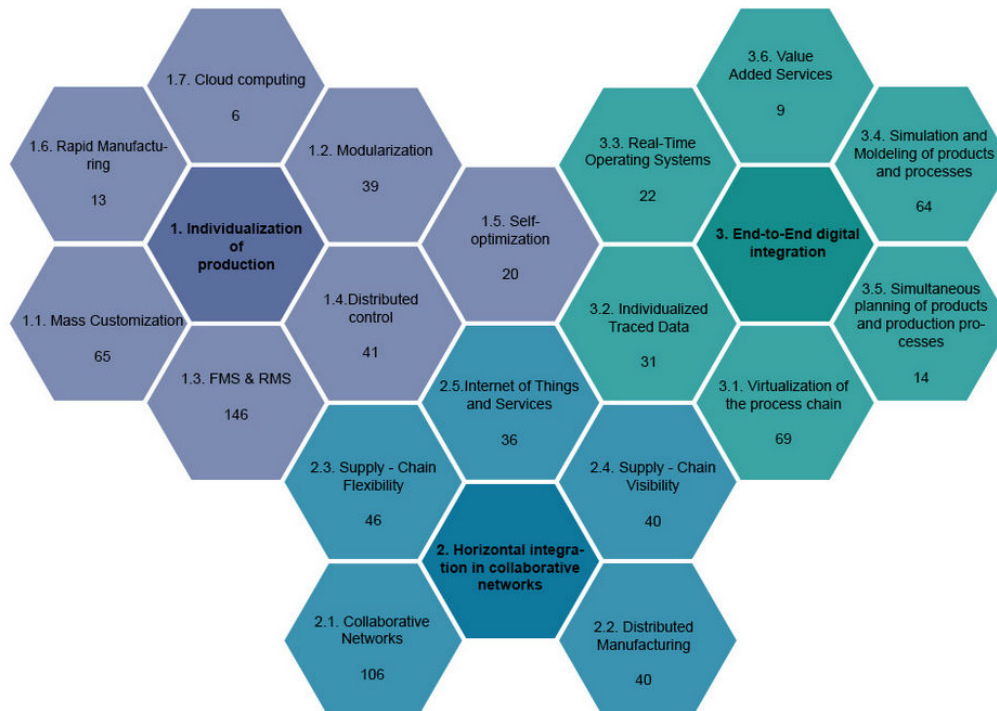 1.7. Cloud computing
6
1.6. Rapid Manufactu-
ring
13
1.2. Modularization
39
1. Individualization
of
production
1.5. Self-
optimization
20
1.1. Mass Customization
65
1.4.Distributed
control
41
1.3. FMS & RMS
146
3.6. Value
Added Services
9
3.3. Real-Time
Operating Systems
22
3.4. Simulation and
Moldeling of products
and processes
64
3. End-to-End digital
integration
3.2. Individualized
Traced Data
31
3.5. Simultaneous
planning of products
and production pro-
cesses
14
3.1. Virtualization of
the process chain
69
2.5.Internet of Things
and Services
36
2.3. Supply - Chain
Flexibility
46
2.4. Supply - Chain
Visibility
40
2. Horizontal integra-
tion in collaborative
networks
2.1. Collaborative
Networks
106
2.2. Distributed
Manufacturing
40